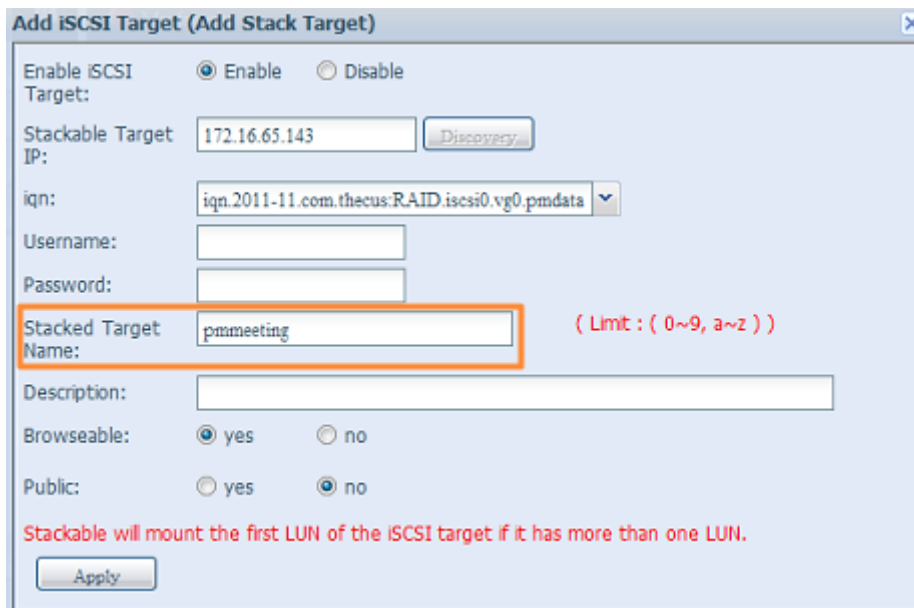 Add iSCSI Target (Add Stack Target)
Enable iSCSI Target: Enable Disable
Stackable Target IP: 172.16.65.143 Discovery
iqn: iqn.2011-11.com.thecus:RAID.iscsi0.vg0.pmdata
Username:
Password:
Stacked Target Name: pmmeeting ( Limit : ( 0~9, a~z ) )
Description:
Browseable: yes no
Public: yes no
Stackable will mount the first LUN of the iSCSI target if it has more than one LUN.
Apply